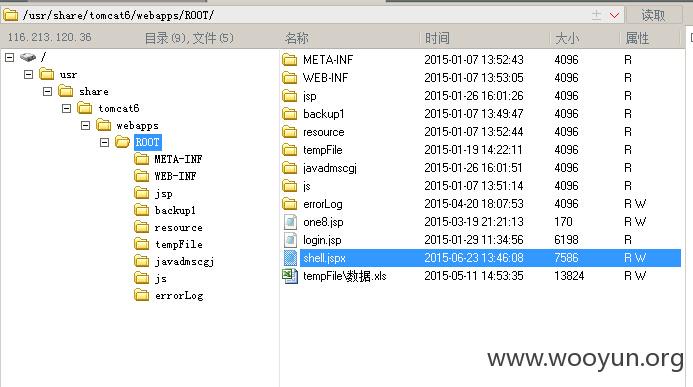 /usr/share/tomcat6/webapps/ROOT/ 读取
116.213.120.36 目录(9),文件(5) 名称 时间 大小 属性
/
usr
share
tomcat6
webapps
ROOT
META-INF
WEB-INF
jsp
backup1
resource
tempFile
javadmscgj
js
errorLog
META-INF 2015-01-07 13:52:43 4096 R
WEB-INF 2015-01-07 13:53:05 4096 R
jsp 2015-01-26 16:01:26 4096 R
backup1 2015-01-07 13:49:47 4096 R
resource 2015-01-07 13:52:44 4096 R
tempFile 2015-01-19 14:22:11 4096 R
javadmscgj 2015-01-26 16:01:51 4096 R
js 2015-01-07 13:51:14 4096 R
errorLog 2015-04-20 18:07:53 4096 R W
one8.jsp 2015-03-19 21:21:13 170 R W
login.jsp 2015-01-29 11:34:56 6198 R
shell.jspx 2015-06-23 13:46:08 7586 R W
tempFile\数据.xls 2015-05-11 14:53:35 13824 R W
www.wooyun.org